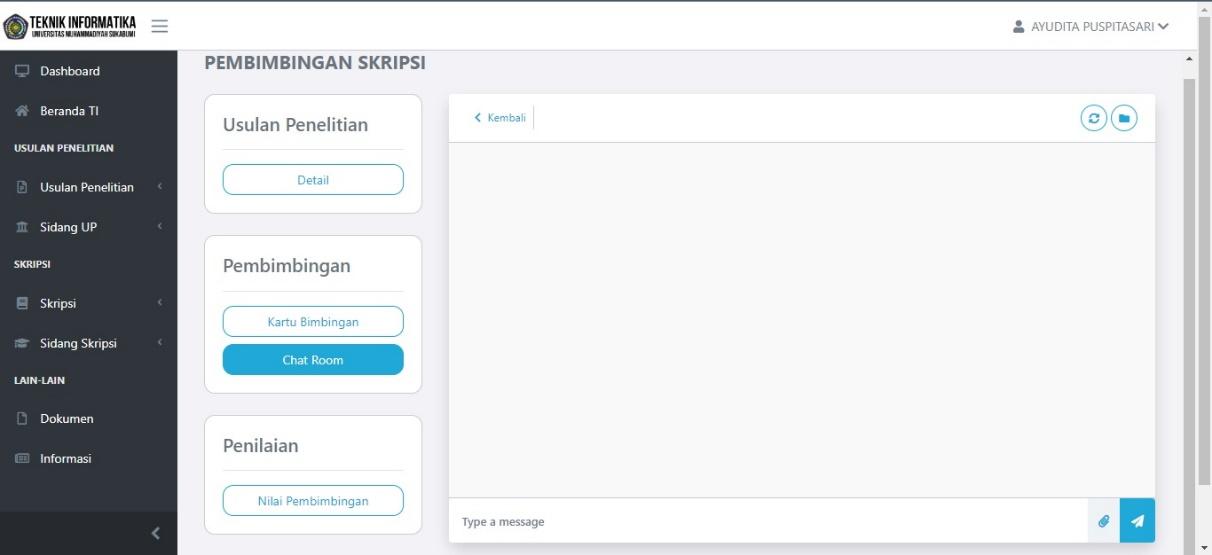 TEKNIK INFORMATIKA
UNIVERSITAS MUHAMMADIYAH SUKABUMI
AYUDITA PUSPITASARI
Dashboard
Beranda TI
USULAN PENELITIAN
Usulan Penelitian
Sidang UP
SKRIPSI
Skripsi
Sidang Skripsi
LAIN-LAIN
Dokumen
Informasi
PEMBIMBINGAN SKRIPSI
Usulan Penelitian
Detail
Pembimbingan
Kartu Bimbingan
Chat Room
Penilaian
Nilai Pembimbingan
Kembali
Type a message